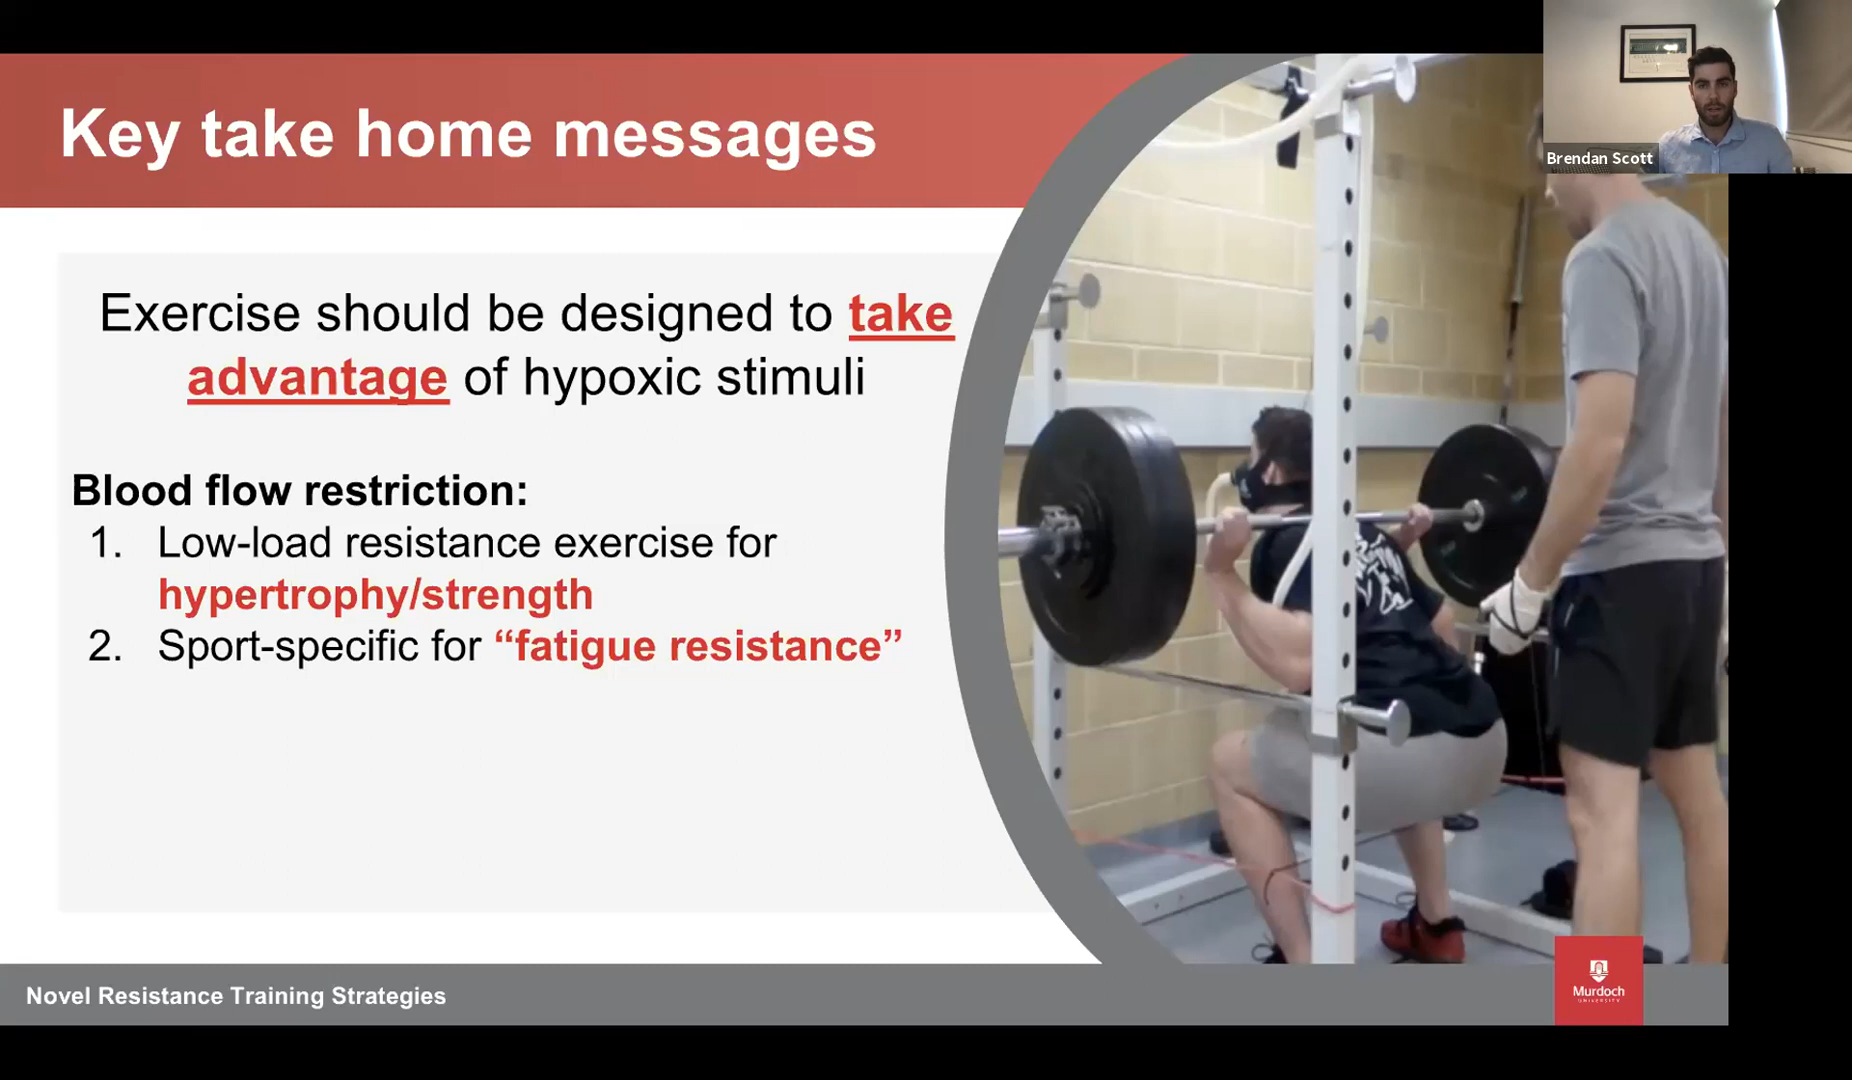 Brendan Scott
Key take home messages
Exercise should be designed to take
advantage of hypoxic stimuli
Blood flow restriction:
1. Low-load resistance exercise for
hypertrophy/strength
2. Sport-specific for “fatigue resistance”
Novel Resistance Training Strategies
Murdoch
UNIVERSITY